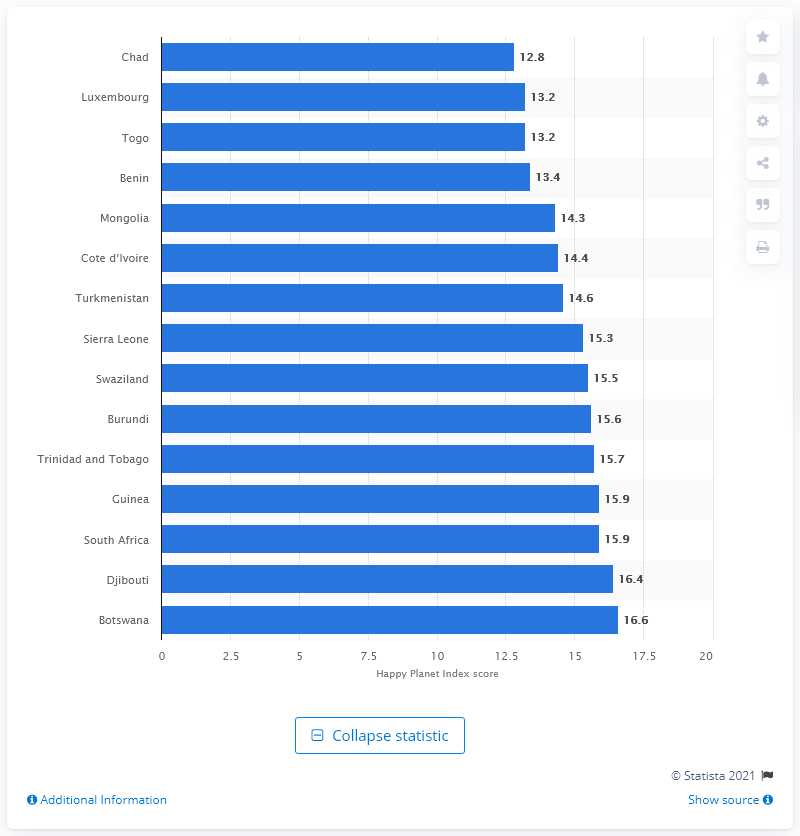 Chad 12.8
Luxembourg 13.2
Togo 13.2
Benin 13.4
Mongolia 14.3
Cote d'Ivoire 14.4
Turkmenistan 14.6
Sierra Leone 15.3
Swaziland 15.5
Burundi 15.6
Trinidad and Tobago 15.7
Guinea 15.9
South Africa 15.9
Djibouti 16.4
Botswana 16.6
0 2.5 5 7.5 10 12.5 15 17.5 20
Happy Planet Index score
Collapse statistic
© Statista 2021
Additional Information Show source